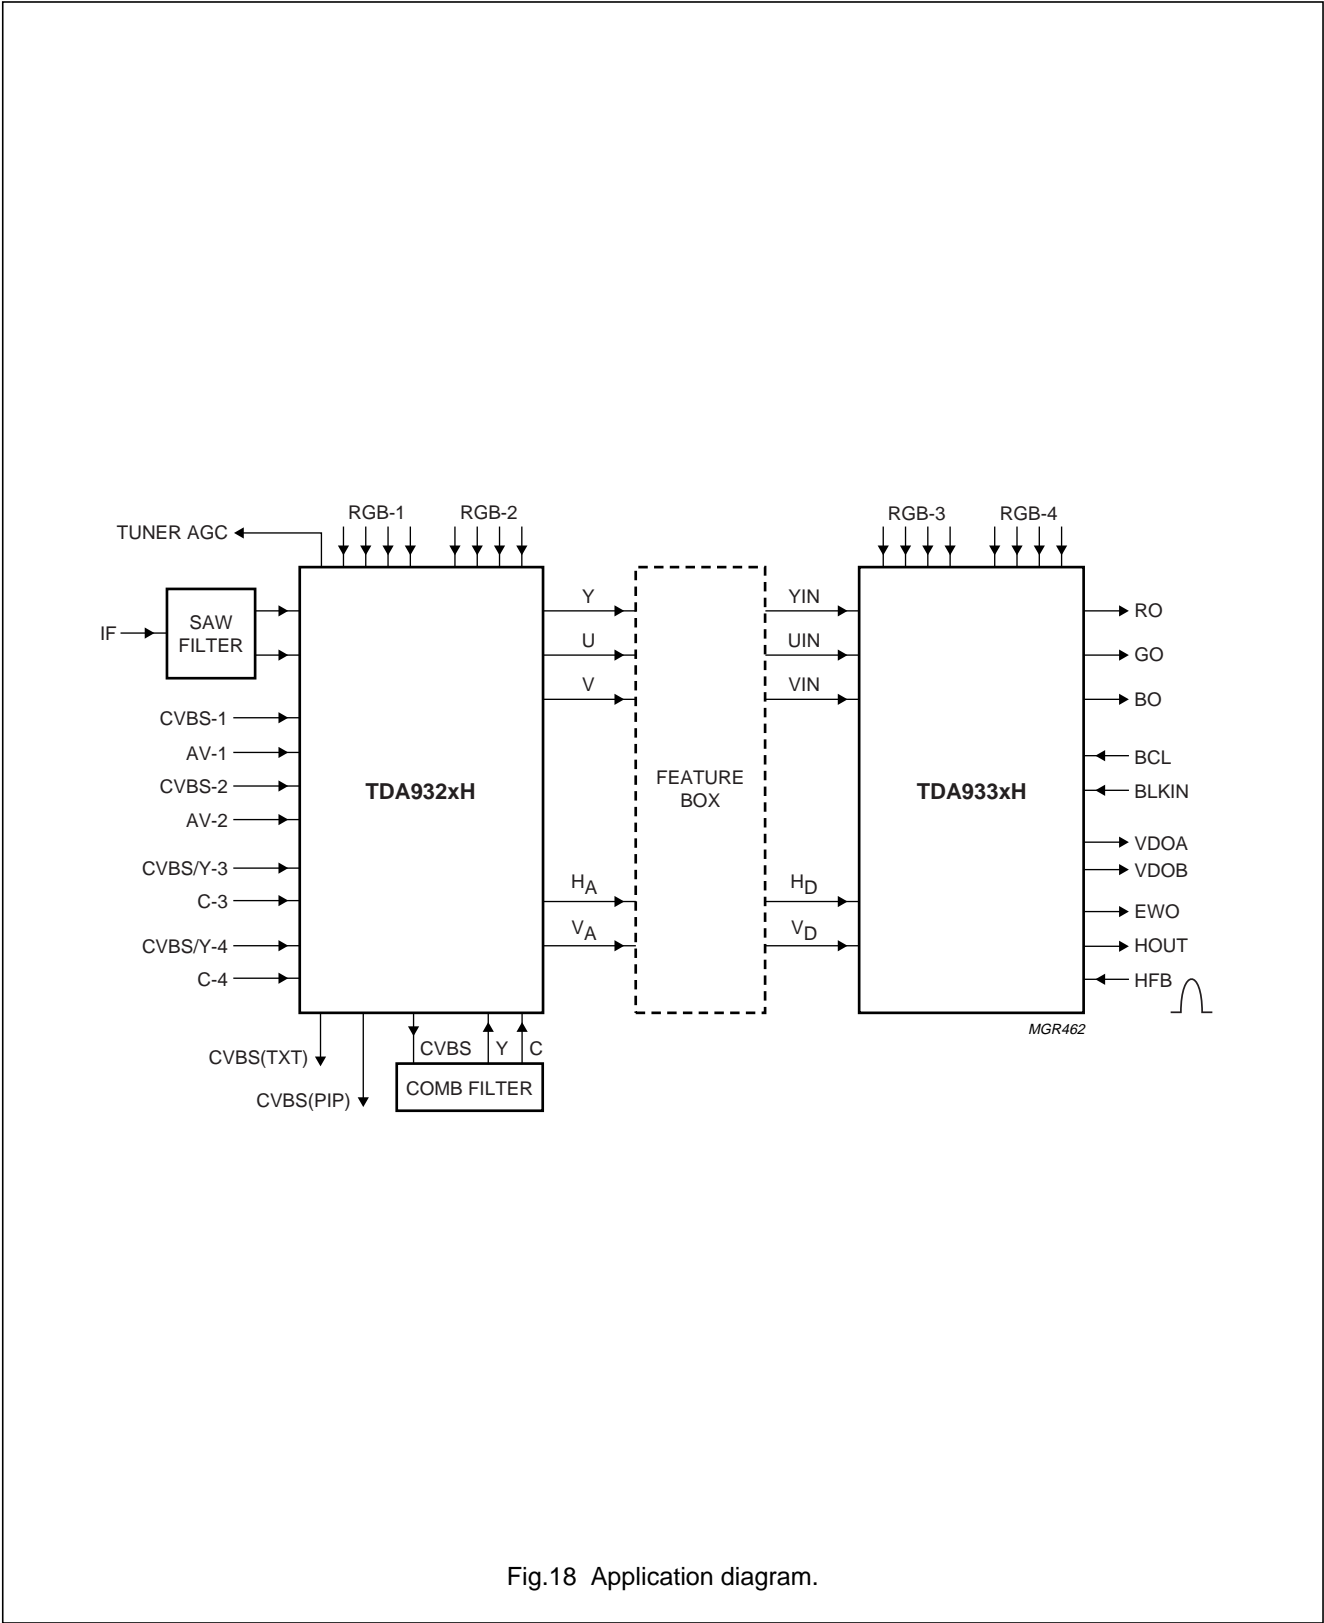 RGB-1
RGB-2
RGB-3
RGB-4
TUNER AGC
IF
SAW
FILTER
CVBS-1
AV-1
CVBS-2
AV-2
CVBS/Y-3
C-3
CVBS/Y-4
C-4
TDA932xH
Y
U
V
HA
VA
FEATURE
BOX
YIN
UIN
VIN
HD
VD
TDA933xH
RO
GO
BO
BCL
BLKIN
VDOA
VDOB
EWO
HOUT
HFB
MGR462
CVBS(TXT)
CVBS(PIP)
CVBS
Y
C
COMB FILTER
Fig.18 Application diagram.